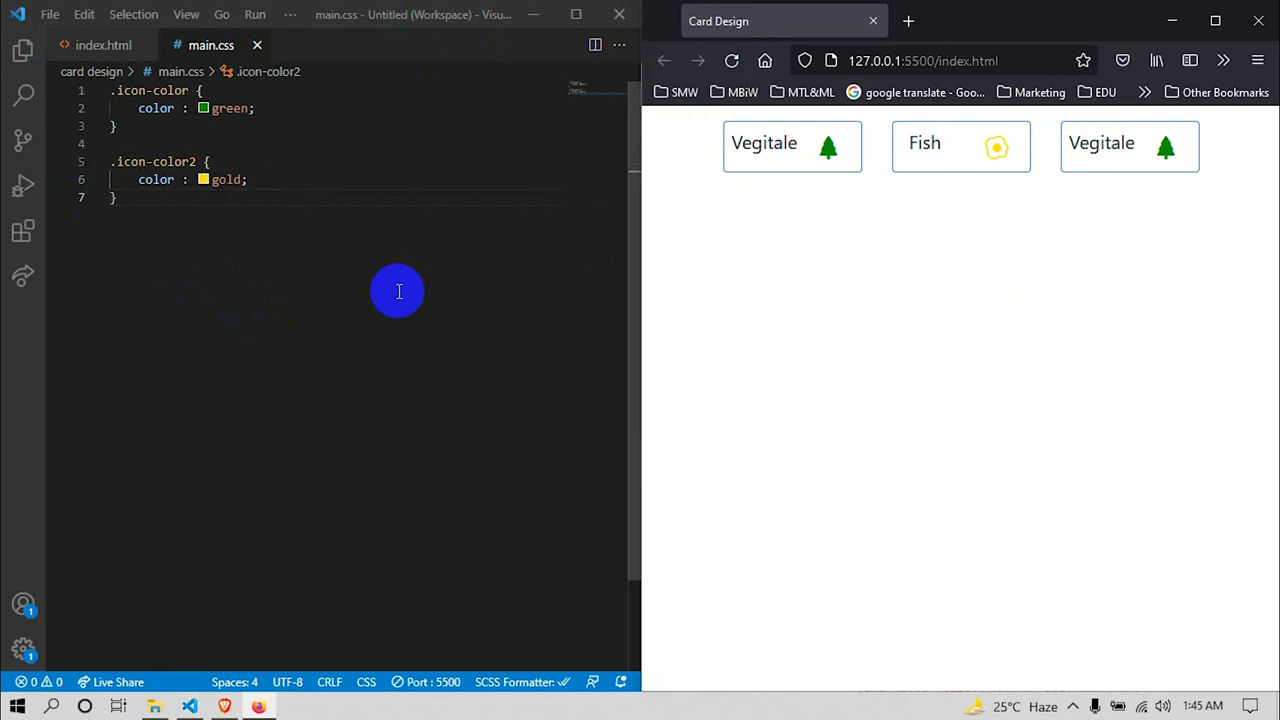 File Edit Selection View Go Run ··· main.css - Untitled (Workspace) - Visu...
index.html main.css
card design > main.css > .icon-color2
1 .icon-color {
2 color : green;
3 }
4
5 .icon-color2 {
6 color : gold;
7 }
0 0 Live Share Spaces: 4 UTF-8 CRLF CSS Port : 5500 SCSS Formatter:
1
1
Card Design
127.0.0.1:5500/index.html
SMW MBiW MTL&ML google translate - Goo... Marketing EDU Other Bookmarks
Vegitale Fish Vegitale
25°C Haze 1:45 AM